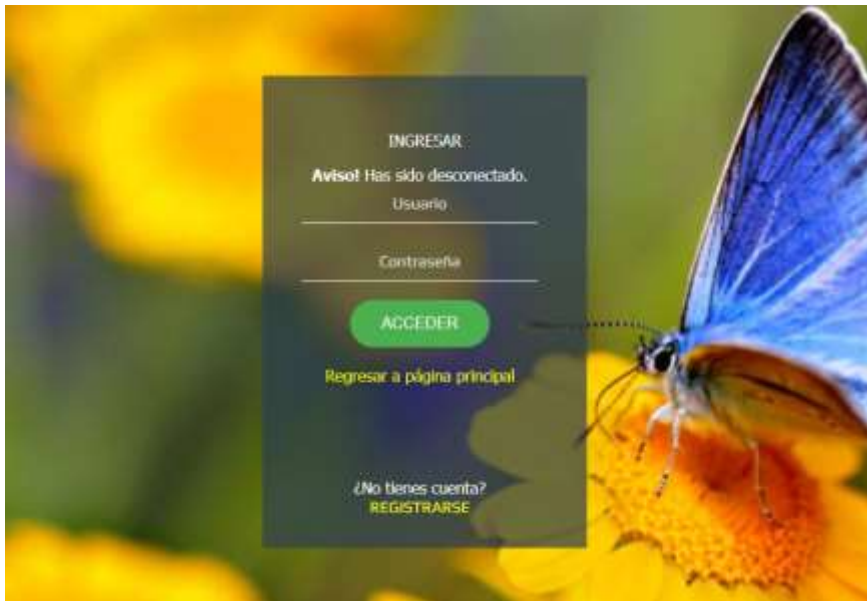 INGRESAR
Aviso! Has sido desconectado.
Usuario
Contraseña
ACCEDER
Regresar a página principal
¿No tienes cuenta?
REGISTRARSE